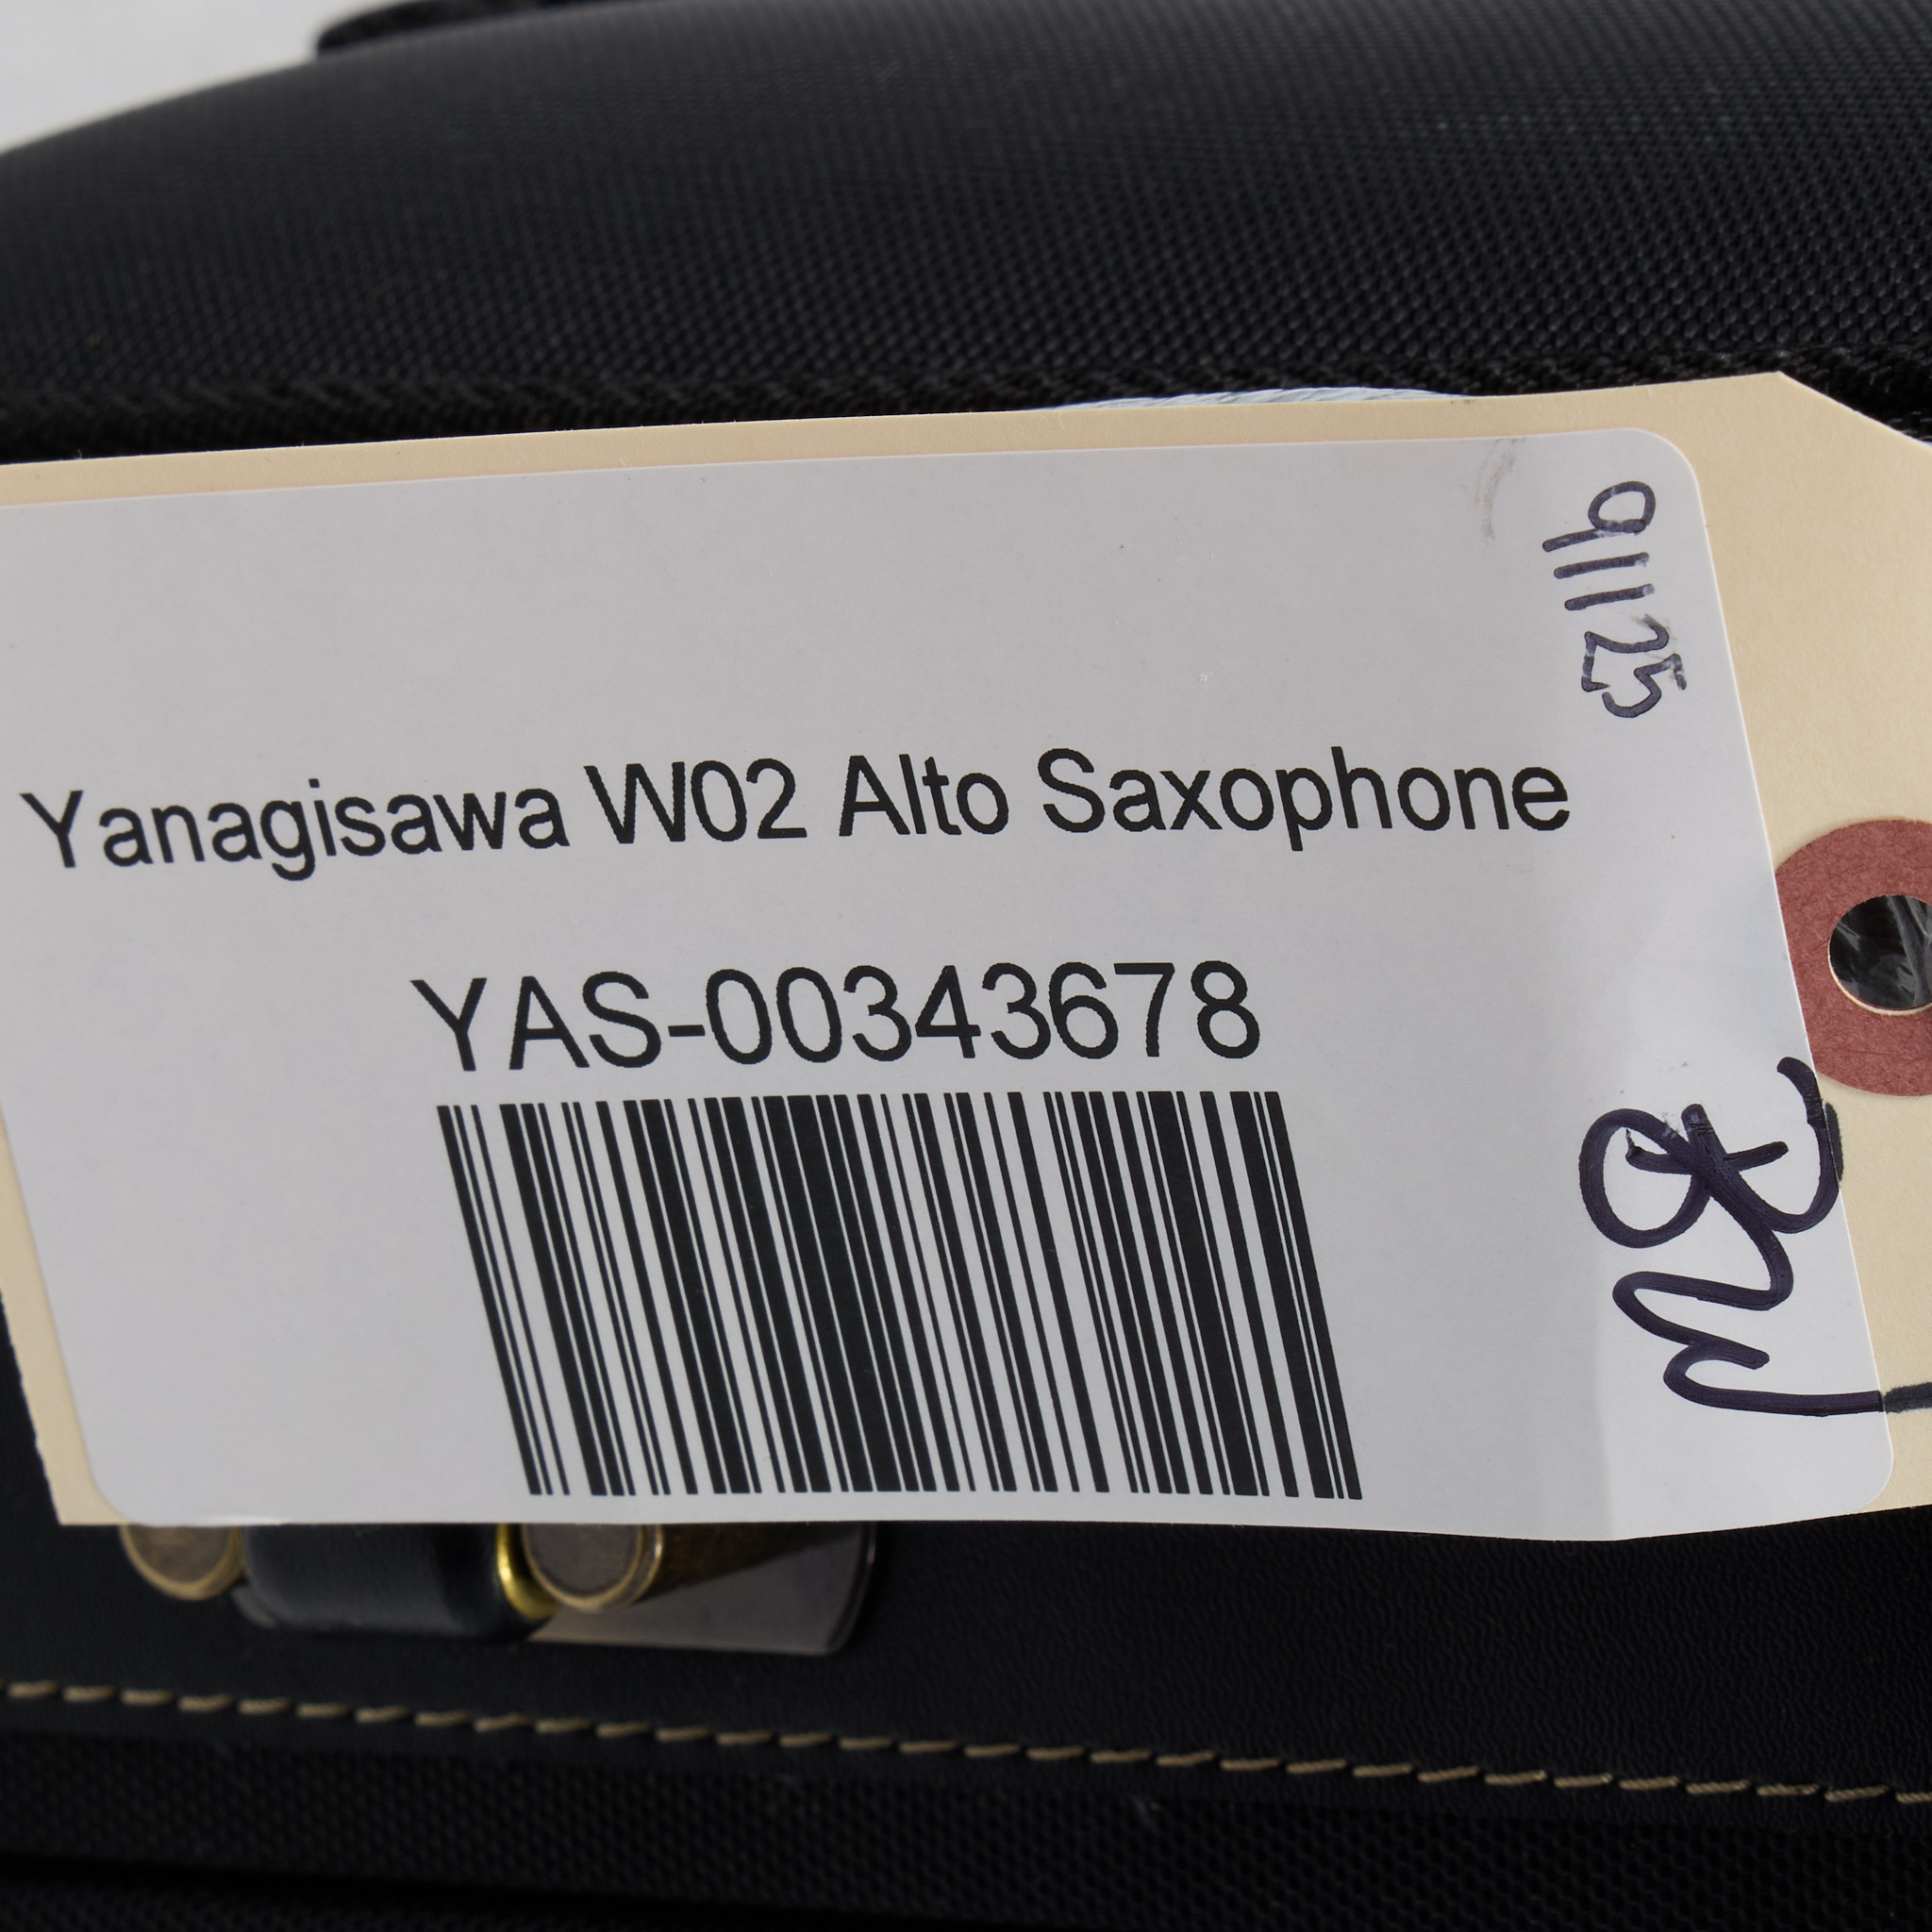 Yanagisawa W02 Alto Saxophone
YAS-00343678
91125